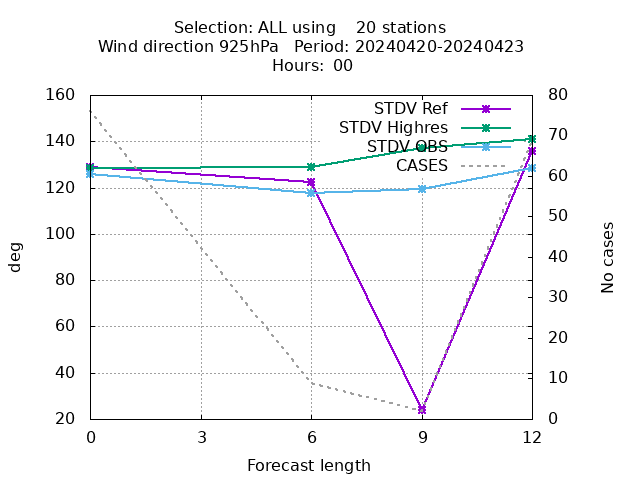 Selection: ALL using    20 stations
Wind direction 925hPa   Period: 20240420-20240423
Hours:  00
160
140
120
100
80
60
40
20
80
70
60
50
40
30
20
10
0
STDV Ref
STDV Highres
STDV OBS
CASES
deg
No cases
0 3 6 9 12
Forecast length